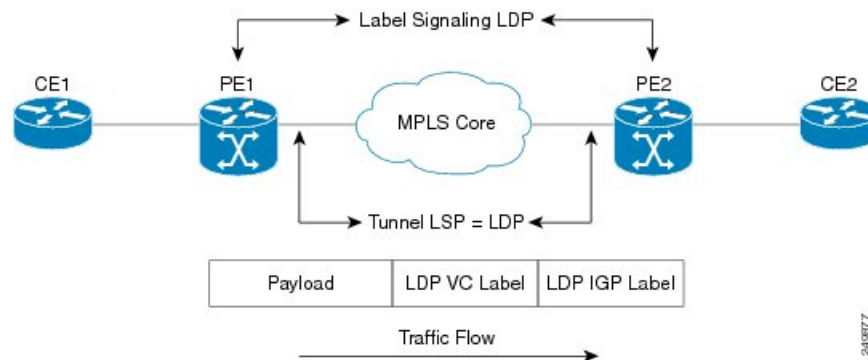 Label Signaling LDP
CE1
PE1
PE2
CE2
MPLS Core
Tunnel LSP = LDP
Payload
LDP VC Label
LDP IGP Label
Traffic Flow